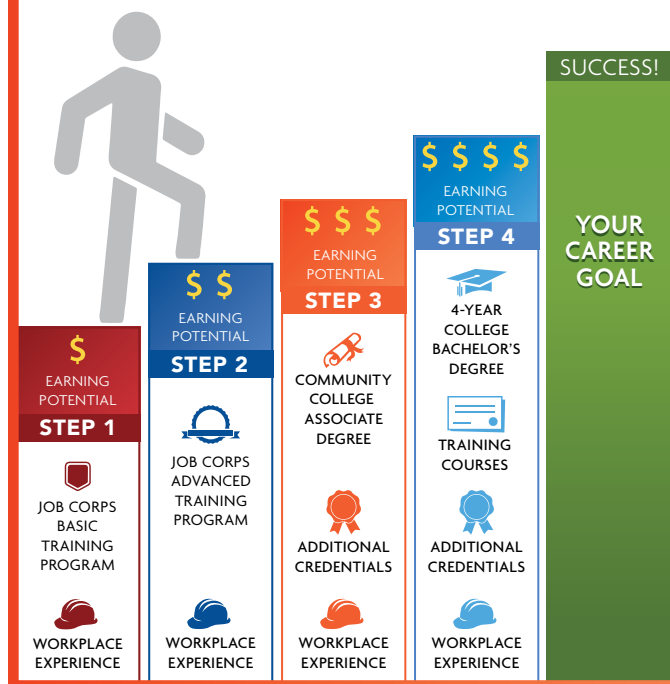 $
EARNING
POTENTIAL
STEP 1
JOB CORPS
BASIC
TRAINING
PROGRAM
WORKPLACE
EXPERIENCE
$ $
EARNING
POTENTIAL
STEP 2
JOB CORPS
ADVANCED
TRAINING
PROGRAM
WORKPLACE
EXPERIENCE
$ $ $
EARNING
POTENTIAL
STEP 3
COMMUNITY
COLLEGE
ASSOCIATE
DEGREE
ADDITIONAL
CREDENTIALS
WORKPLACE
EXPERIENCE
$ $ $ $
EARNING
POTENTIAL
STEP 4
4-YEAR
COLLEGE
BACHELOR'S
DEGREE
TRAINING
COURSES
ADDITIONAL
CREDENTIALS
WORKPLACE
EXPERIENCE
SUCCESS!
YOUR
CAREER
GOAL